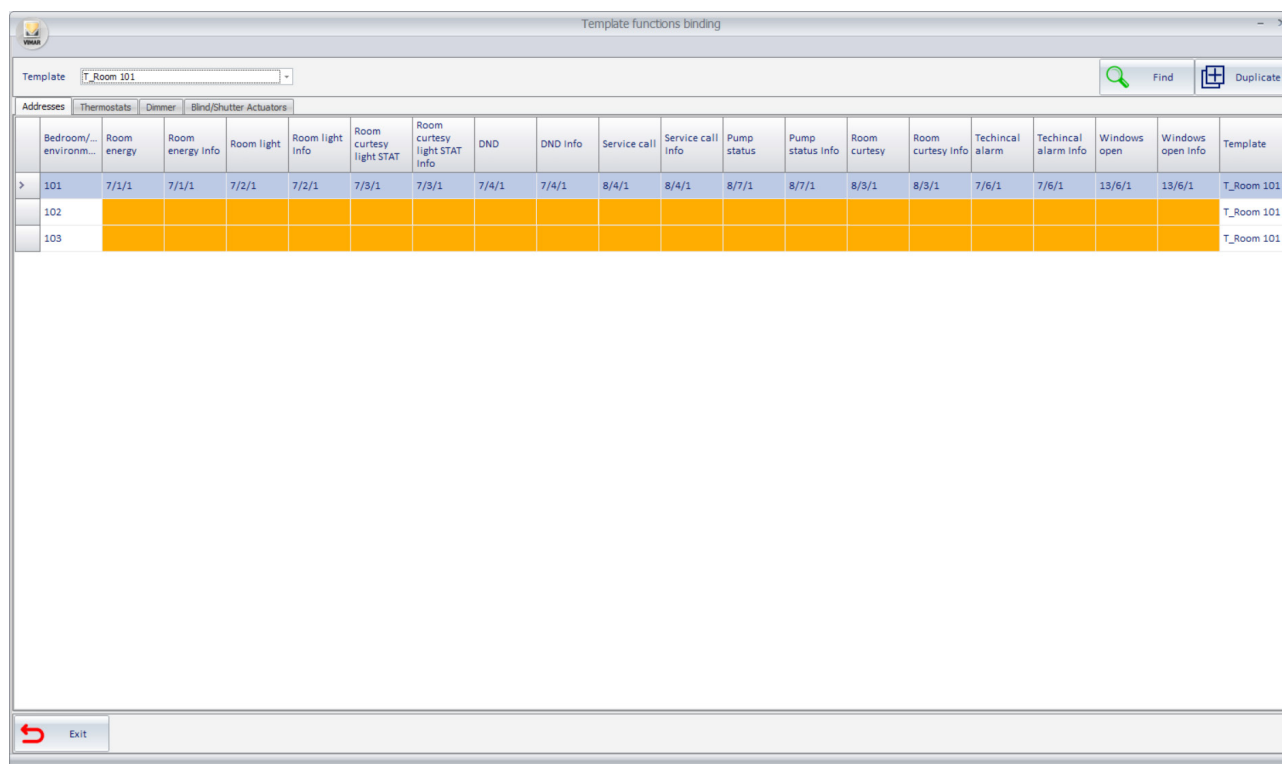 Template functions binding
VIMAR
Template T_Room 101 Find Duplicate
Addresses Thermostats Dimmer Blind/Shutter Actuators
Bedroom/... environm... Room energy Room energy Info Room light Room light Info Room curtesy light STAT Room curtesy light STAT Info DND DND Info Service call Service call Info Pump status Pump status Info Room curtesy Room curtesy Info Techincal alarm Techincal alarm Info Windows open Windows open Info Template
> 101 7/1/1 7/1/1 7/2/1 7/2/1 7/3/1 7/3/1 7/4/1 7/4/1 8/4/1 8/4/1 8/7/1 8/7/1 8/3/1 8/3/1 7/6/1 7/6/1 13/6/1 13/6/1 T_Room 101
102 T_Room 101
103 T_Room 101
Exit